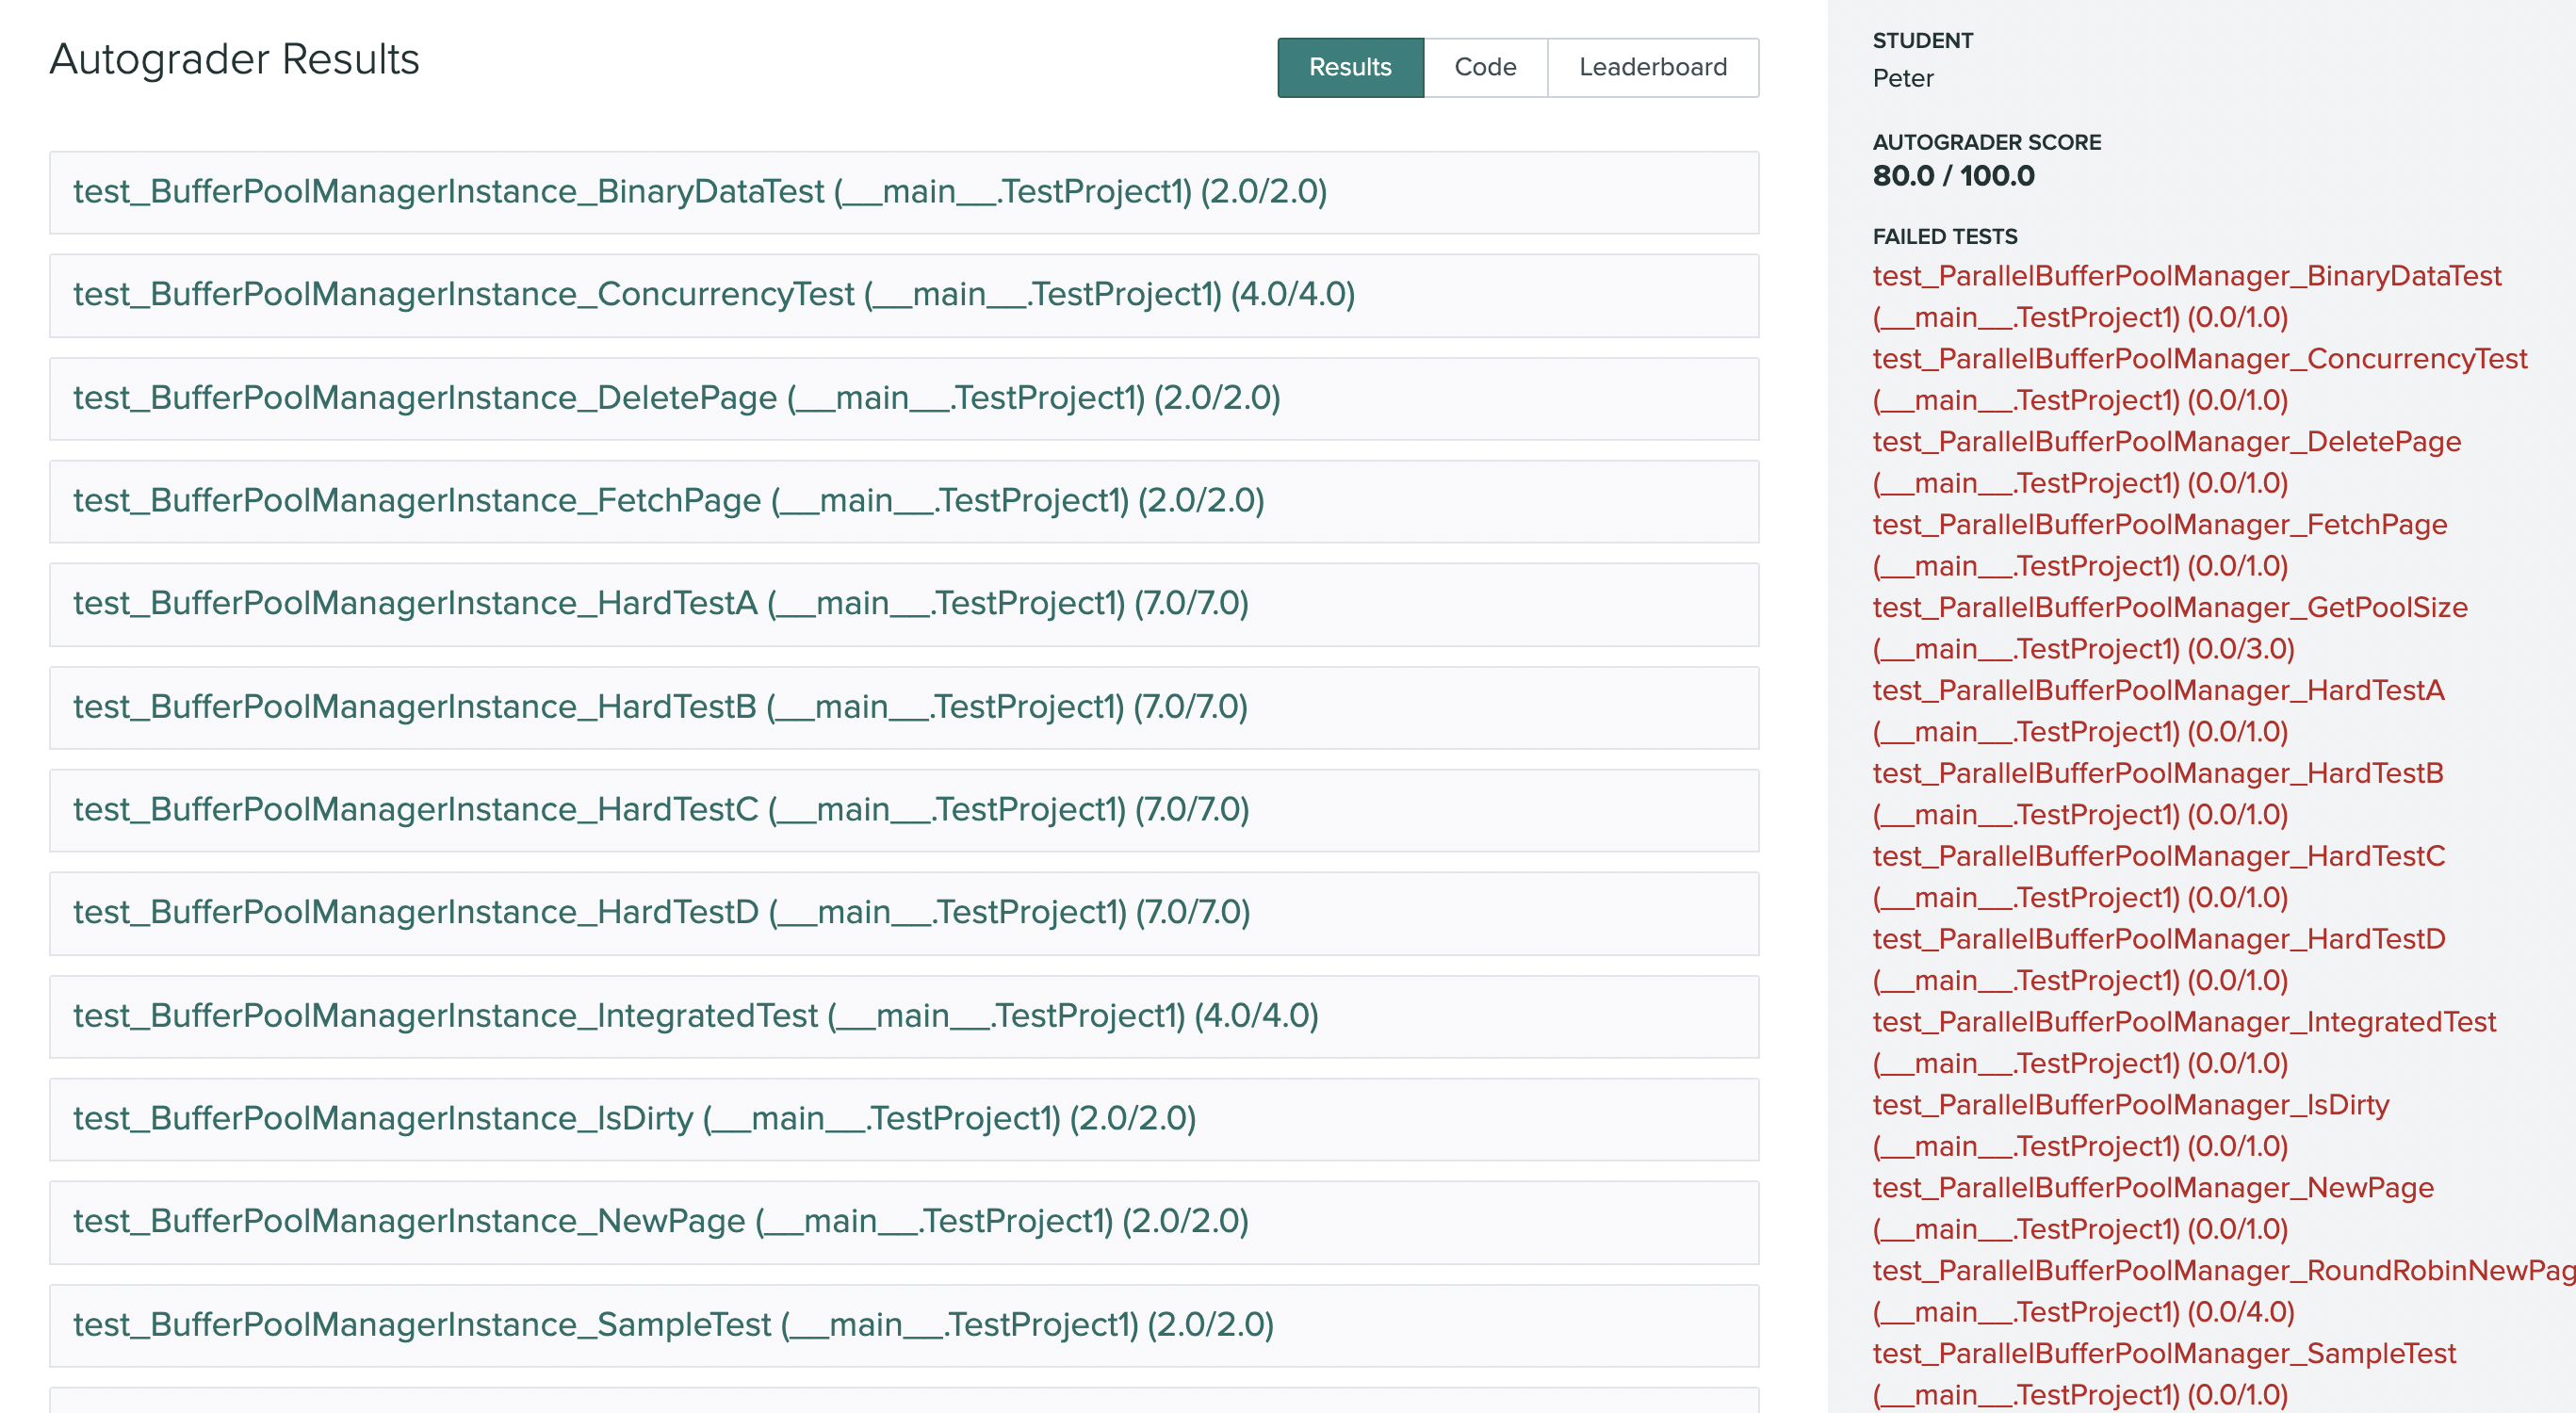 Autograder Results
Results
Code
Leaderboard
test_BufferPoolManagerInstance_BinaryDataTest (__main__.TestProject1) (2.0/2.0)
test_BufferPoolManagerInstance_ConcurrencyTest (__main__.TestProject1) (4.0/4.0)
test_BufferPoolManagerInstance_DeletePage (__main__.TestProject1) (2.0/2.0)
test_BufferPoolManagerInstance_FetchPage (__main__.TestProject1) (2.0/2.0)
test_BufferPoolManagerInstance_HardTestA (__main__.TestProject1) (7.0/7.0)
test_BufferPoolManagerInstance_HardTestB (__main__.TestProject1) (7.0/7.0)
test_BufferPoolManagerInstance_HardTestC (__main__.TestProject1) (7.0/7.0)
test_BufferPoolManagerInstance_HardTestD (__main__.TestProject1) (7.0/7.0)
test_BufferPoolManagerInstance_IntegratedTest (__main__.TestProject1) (4.0/4.0)
test_BufferPoolManagerInstance_IsDirty (__main__.TestProject1) (2.0/2.0)
test_BufferPoolManagerInstance_NewPage (__main__.TestProject1) (2.0/2.0)
test_BufferPoolManagerInstance_SampleTest (__main__.TestProject1) (2.0/2.0)
STUDENT
Peter
AUTOGRADER SCORE
80.0 / 100.0
FAILED TESTS
test_ParallelBufferPoolManager_BinaryDataTest
(__main__.TestProject1) (0.0/1.0)
test_ParallelBufferPoolManager_ConcurrencyTest
(__main__.TestProject1) (0.0/1.0)
test_ParallelBufferPoolManager_DeletePage
(__main__.TestProject1) (0.0/1.0)
test_ParallelBufferPoolManager_FetchPage
(__main__.TestProject1) (0.0/1.0)
test_ParallelBufferPoolManager_GetPoolSize
(__main__.TestProject1) (0.0/3.0)
test_ParallelBufferPoolManager_HardTestA
(__main__.TestProject1) (0.0/1.0)
test_ParallelBufferPoolManager_HardTestB
(__main__.TestProject1) (0.0/1.0)
test_ParallelBufferPoolManager_HardTestC
(__main__.TestProject1) (0.0/1.0)
test_ParallelBufferPoolManager_HardTestD
(__main__.TestProject1) (0.0/1.0)
test_ParallelBufferPoolManager_IntegratedTest
(__main__.TestProject1) (0.0/1.0)
test_ParallelBufferPoolManager_IsDirty
(__main__.TestProject1) (0.0/1.0)
test_ParallelBufferPoolManager_NewPage
(__main__.TestProject1) (0.0/1.0)
test_ParallelBufferPoolManager_RoundRobinNewPag
(__main__.TestProject1) (0.0/4.0)
test_ParallelBufferPoolManager_SampleTest
(__main__.TestProject1) (0.0/1.0)